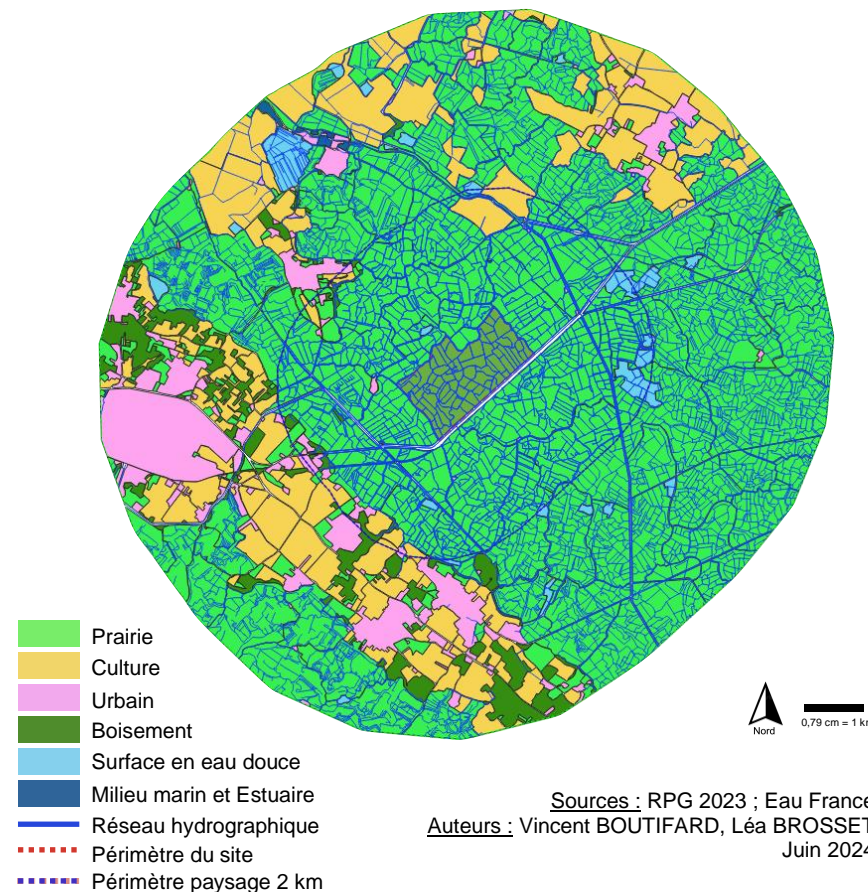 Prairie
Culture
Urbain
Boisement
Surface en eau douce
Milieu marin et Estuaire
Réseau hydrographique
Périmètre du site
Périmètre paysage 2 km
Nord
0,79 cm = 1 km
Sources : RPG 2023 ; Eau France
Auteurs : Vincent BOUTIFARD, Léa BROSSET
Juin 2024